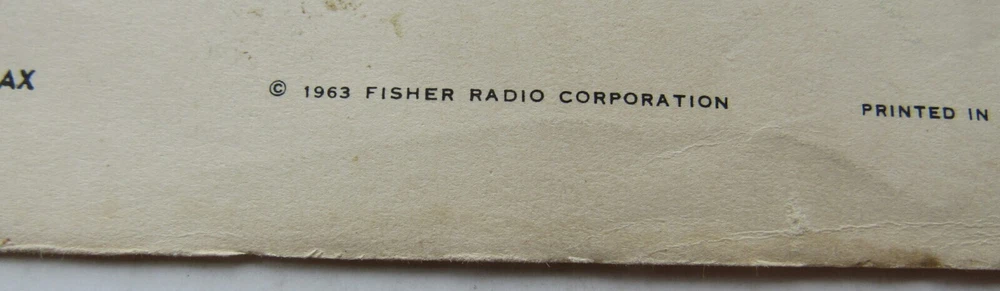 AX
© 1963 FISHER RADIO CORPORATION
PRINTED IN